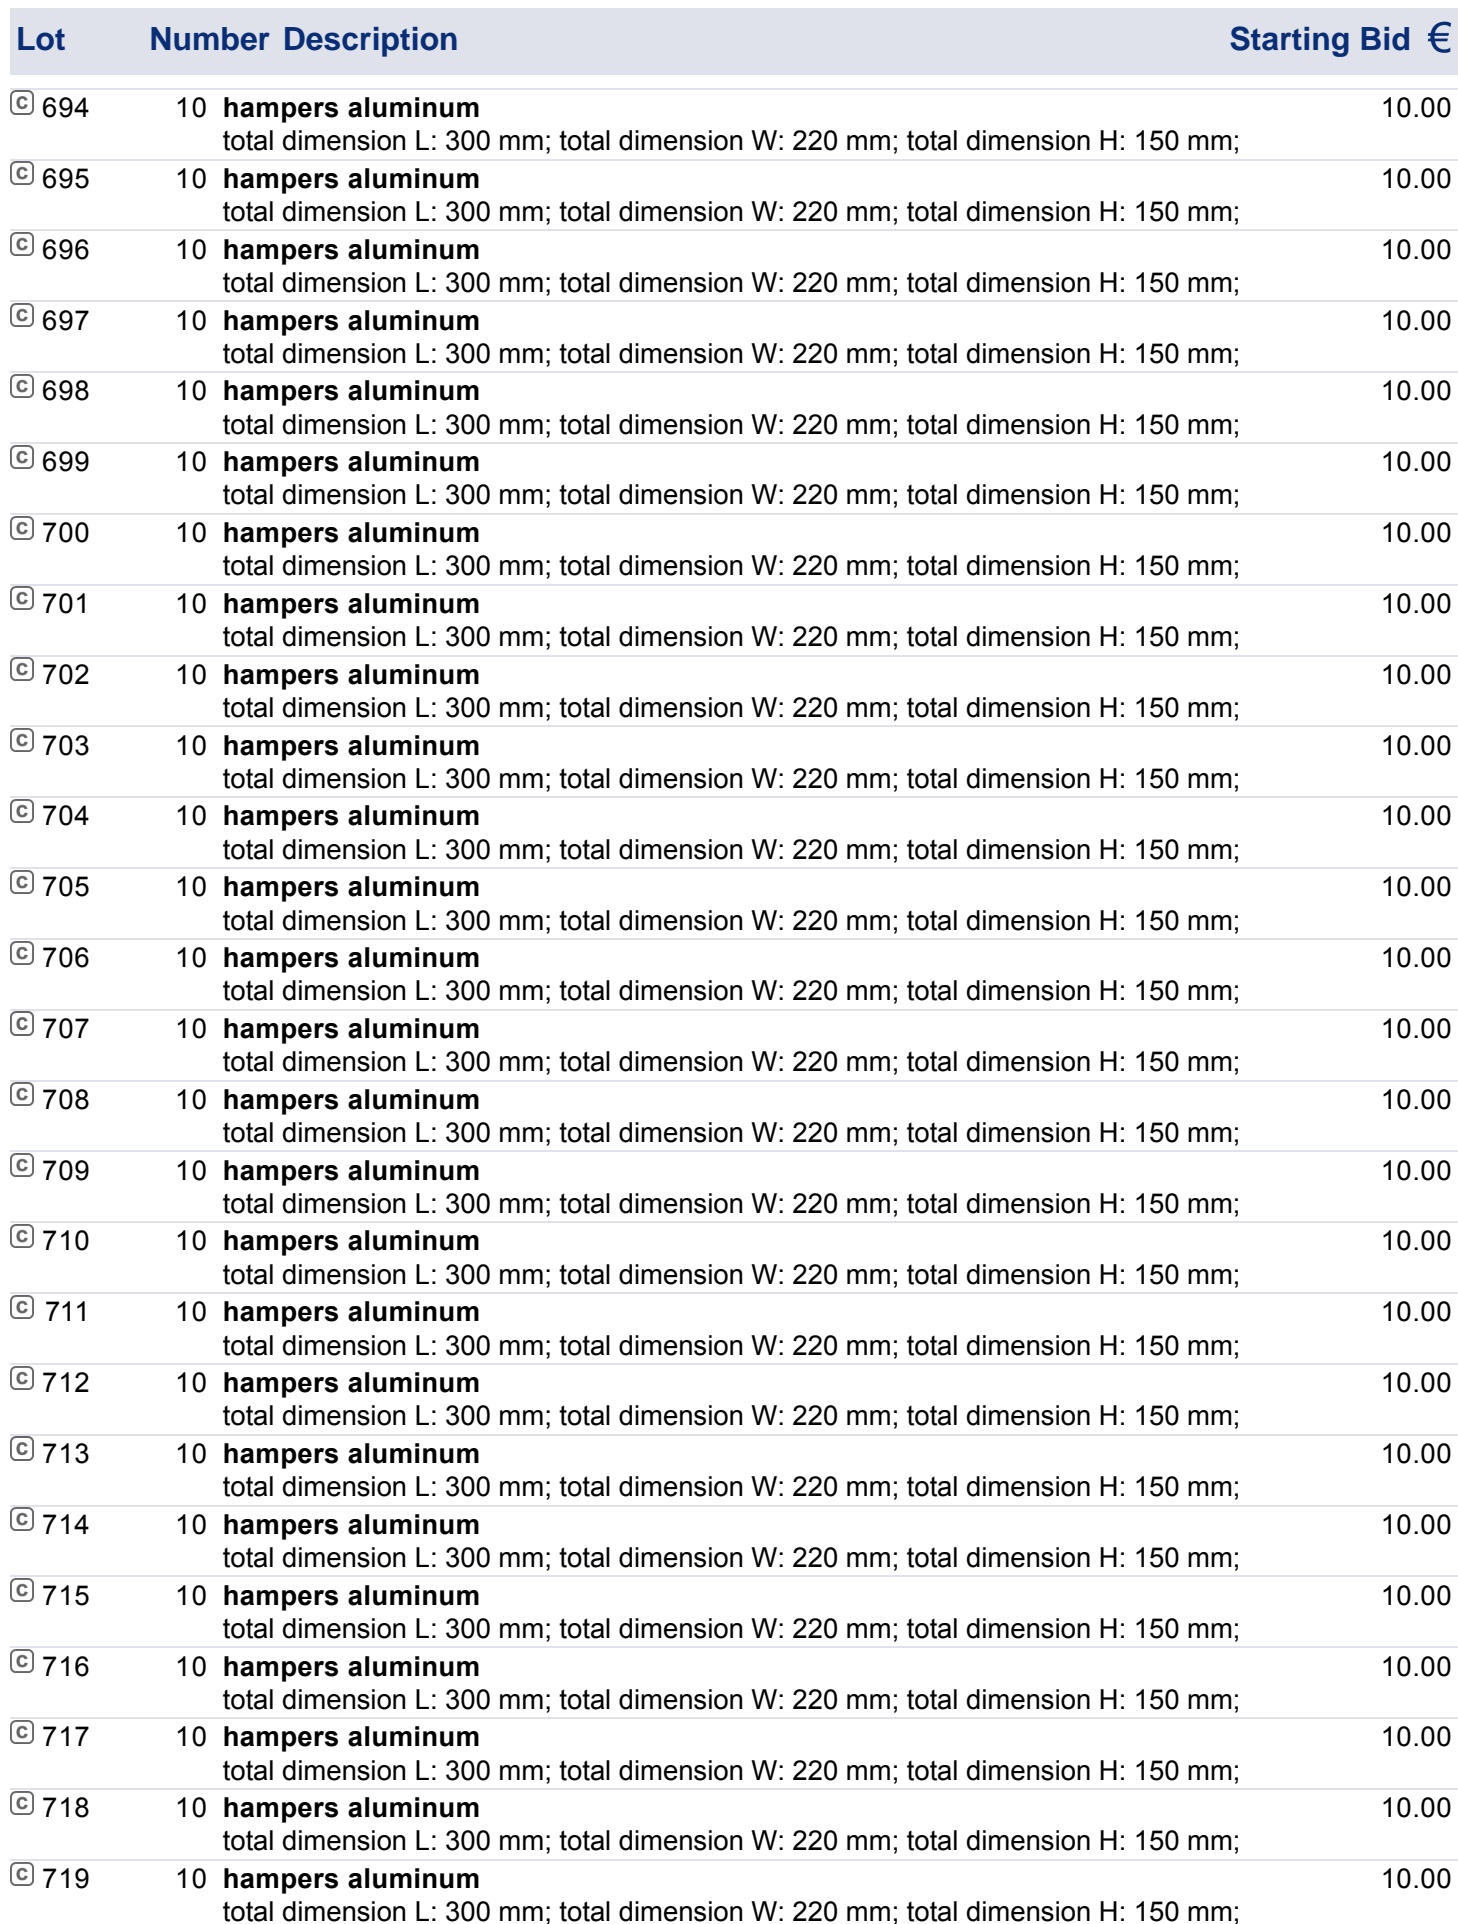 Lot Number Description Starting Bid €
C 694 10 hampers aluminum 10.00
total dimension L: 300 mm; total dimension W: 220 mm; total dimension H: 150 mm;
C 695 10 hampers aluminum 10.00
total dimension L: 300 mm; total dimension W: 220 mm; total dimension H: 150 mm;
C 696 10 hampers aluminum 10.00
total dimension L: 300 mm; total dimension W: 220 mm; total dimension H: 150 mm;
C 697 10 hampers aluminum 10.00
total dimension L: 300 mm; total dimension W: 220 mm; total dimension H: 150 mm;
C 698 10 hampers aluminum 10.00
total dimension L: 300 mm; total dimension W: 220 mm; total dimension H: 150 mm;
C 699 10 hampers aluminum 10.00
total dimension L: 300 mm; total dimension W: 220 mm; total dimension H: 150 mm;
C 700 10 hampers aluminum 10.00
total dimension L: 300 mm; total dimension W: 220 mm; total dimension H: 150 mm;
C 701 10 hampers aluminum 10.00
total dimension L: 300 mm; total dimension W: 220 mm; total dimension H: 150 mm;
C 702 10 hampers aluminum 10.00
total dimension L: 300 mm; total dimension W: 220 mm; total dimension H: 150 mm;
C 703 10 hampers aluminum 10.00
total dimension L: 300 mm; total dimension W: 220 mm; total dimension H: 150 mm;
C 704 10 hampers aluminum 10.00
total dimension L: 300 mm; total dimension W: 220 mm; total dimension H: 150 mm;
C 705 10 hampers aluminum 10.00
total dimension L: 300 mm; total dimension W: 220 mm; total dimension H: 150 mm;
C 706 10 hampers aluminum 10.00
total dimension L: 300 mm; total dimension W: 220 mm; total dimension H: 150 mm;
C 707 10 hampers aluminum 10.00
total dimension L: 300 mm; total dimension W: 220 mm; total dimension H: 150 mm;
C 708 10 hampers aluminum 10.00
total dimension L: 300 mm; total dimension W: 220 mm; total dimension H: 150 mm;
C 709 10 hampers aluminum 10.00
total dimension L: 300 mm; total dimension W: 220 mm; total dimension H: 150 mm;
C 710 10 hampers aluminum 10.00
total dimension L: 300 mm; total dimension W: 220 mm; total dimension H: 150 mm;
C 711 10 hampers aluminum 10.00
total dimension L: 300 mm; total dimension W: 220 mm; total dimension H: 150 mm;
C 712 10 hampers aluminum 10.00
total dimension L: 300 mm; total dimension W: 220 mm; total dimension H: 150 mm;
C 713 10 hampers aluminum 10.00
total dimension L: 300 mm; total dimension W: 220 mm; total dimension H: 150 mm;
C 714 10 hampers aluminum 10.00
total dimension L: 300 mm; total dimension W: 220 mm; total dimension H: 150 mm;
C 715 10 hampers aluminum 10.00
total dimension L: 300 mm; total dimension W: 220 mm; total dimension H: 150 mm;
C 716 10 hampers aluminum 10.00
total dimension L: 300 mm; total dimension W: 220 mm; total dimension H: 150 mm;
C 717 10 hampers aluminum 10.00
total dimension L: 300 mm; total dimension W: 220 mm; total dimension H: 150 mm;
C 718 10 hampers aluminum 10.00
total dimension L: 300 mm; total dimension W: 220 mm; total dimension H: 150 mm;
C 719 10 hampers aluminum 10.00
total dimension L: 300 mm; total dimension W: 220 mm; total dimension H: 150 mm;